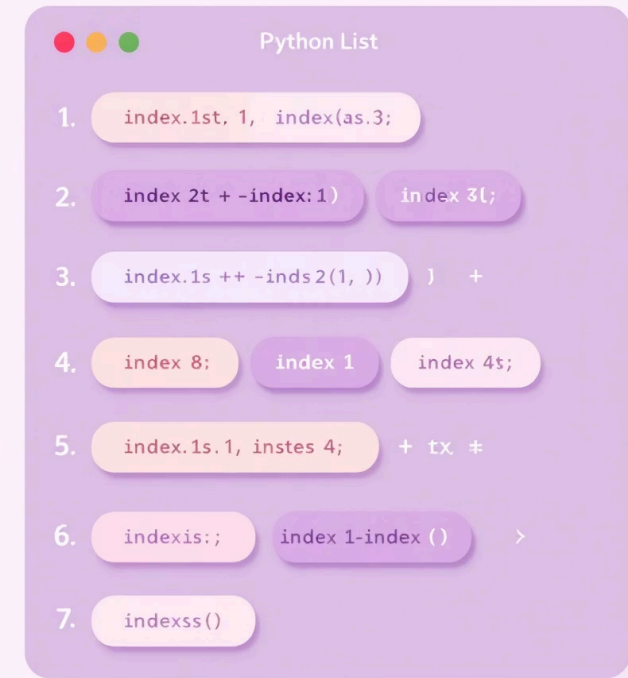 Python List
1. index.1st, 1, index(as.3;
2. index 2t + -index:1) index 3(;
3. index.1s ++ -inds 2(1, )) ) +
4. index 8; index 1 index 4s;
5. index.1s.1, instes 4; + tx
6. indexis:; index 1-index () >
7. indexss()